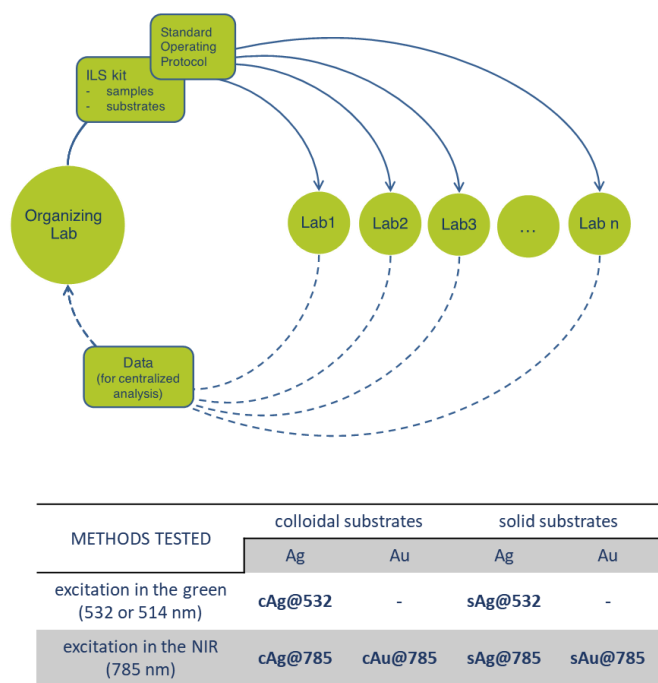 Standard
Operating
Protocol
ILS kit
- samples
- substrates
Organizing
Lab
Lab1
Lab2
Lab3
...
Lab n
Data
(for centralized
analysis)
METHODS TESTED
colloidal substrates
solid substrates
Ag
Au
Ag
Au
excitation in the green
(532 or 514 nm)
cAg@532
-
sAg@532
-
excitation in the NIR
(785 nm)
cAg@785
cAu@785
sAg@785
sAu@785